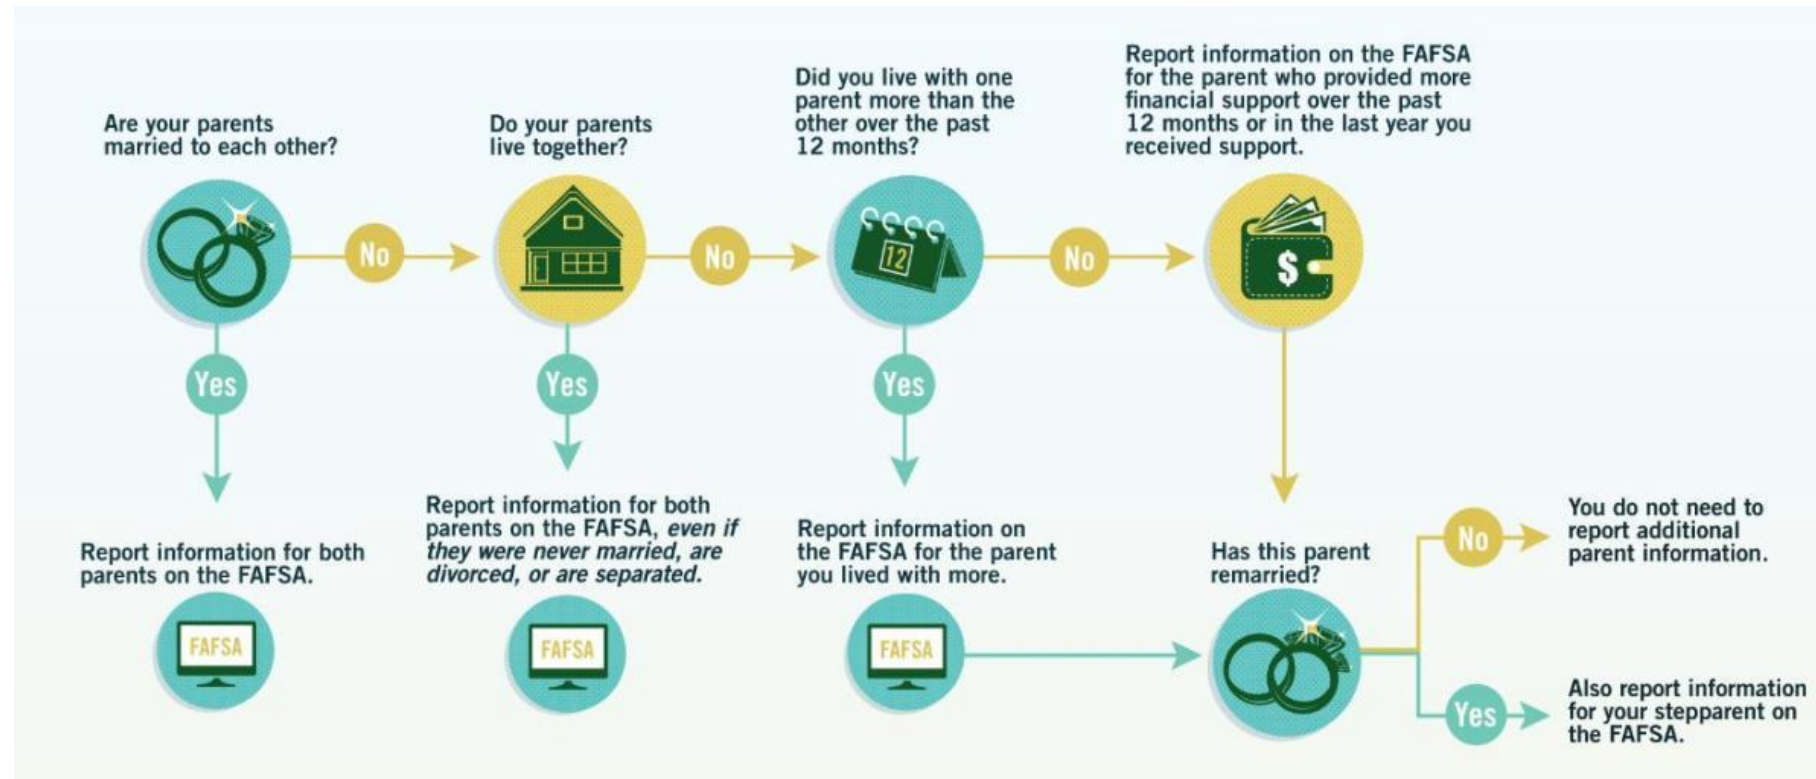 Are your parents
married to each other?
No
Yes
Report information for both
parents on the FAFSA.
FAFSA
Do your parents
live together?
No
Yes
Report information for both
parents on the FAFSA, even if
they were never married, are
divorced, or are separated.
FAFSA
Did you live with one
parent more than the
other over the past
12 months?
12
No
Yes
Report information on
the FAFSA for the parent
you lived with more.
FAFSA
Report information on the FAFSA
for the parent who provided more
financial support over the past
12 months or in the last year you
received support.
$
Has this parent
remarried?
No
You do not need to
report additional
parent information.
Yes
Also report information
for your stepparent on
the FAFSA.